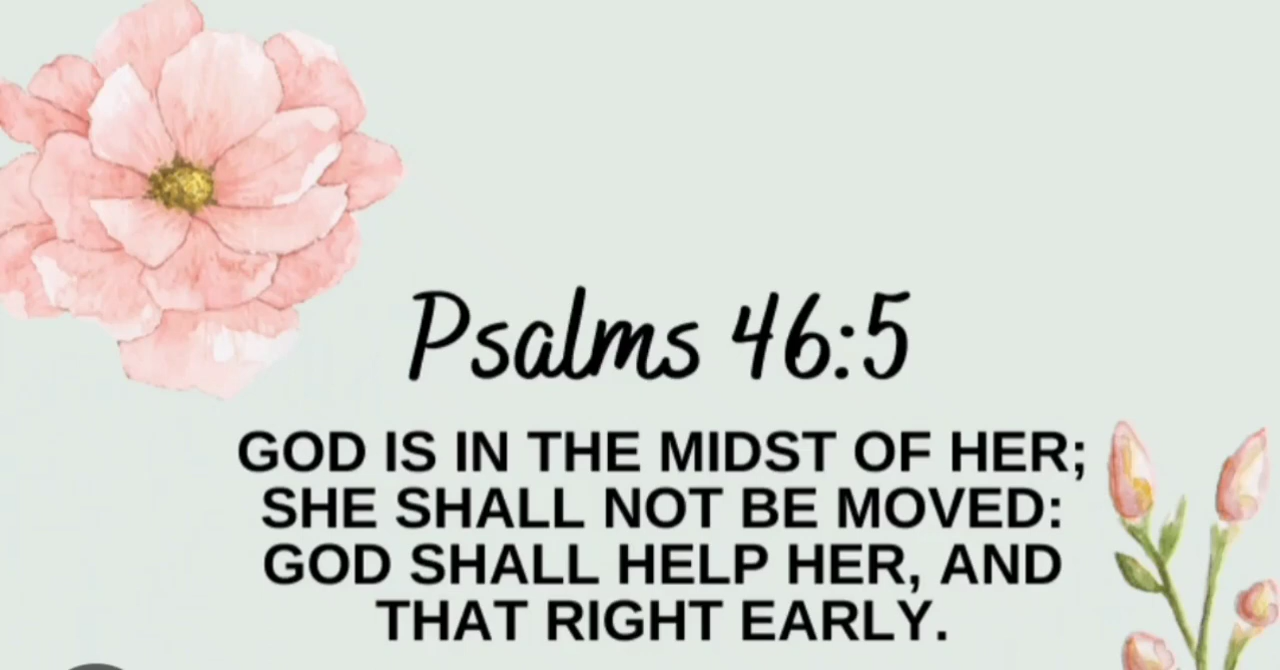 Psalms 46:5
GOD IS IN THE MIDST OF HER;
SHE SHALL NOT BE MOVED:
GOD SHALL HELP HER, AND
THAT RIGHT EARLY.